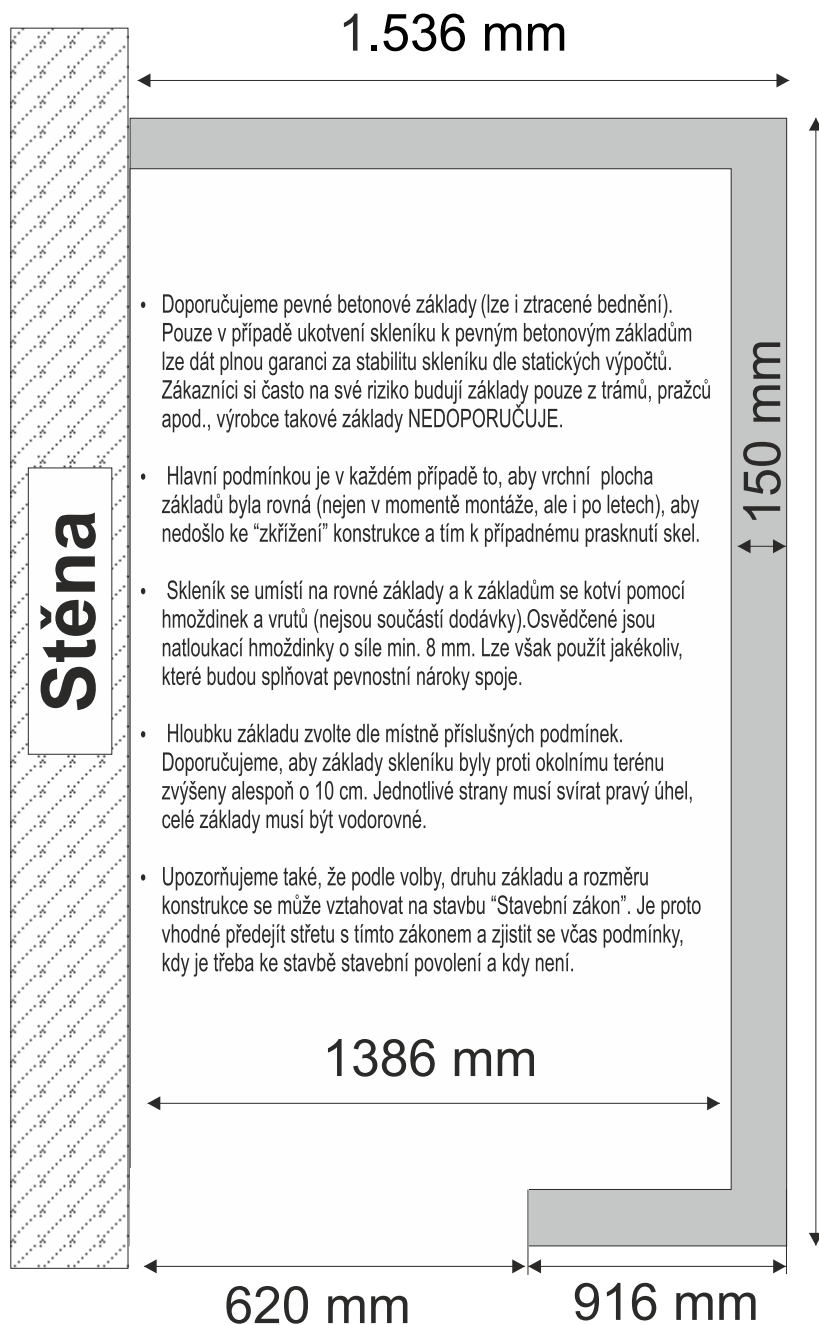 1.536 mm
• Doporučujeme pevné betonové základy (lze i ztracené bednění).
Pouze v případě ukotvení skleníku k pevným betonovým základům
lze dát plnou garanci za stabilitu skleníku dle statických výpočtů.
Zákazníci si často na své riziko budují základy pouze z trámů, pražců
apod., výrobce takové základy NEDOPORUČUJE.
150 mm
• Hlavní podmínkou je v každém případě to, aby vrchní plocha
základů byla rovná (nejen v momentě montáže, ale i po letech), aby
nedošlo ke “zkřížení” konstrukce a tím k případnému prasknutí skel.
Stěna
• Skleník se umístí na rovné základy a k základům se kotví pomocí
hmoždinek a vrutů (nejsou součástí dodávky).Osvědčené jsou
natloukací hmoždinky o síle min. 8 mm. Lze však použít jakékoliv,
které budou splňovat pevnostní nároky spoje.
• Hloubku základu zvolte dle místně příslušných podmínek.
Doporučujeme, aby základy skleníku byly proti okolnímu terénu
zvýšeny alespoň o 10 cm. Jednotlivé strany musí svírat pravý úhel,
celé základy musí být vodorovné.
• Upozorňujeme také, že podle volby, druhu základu a rozměru
konstrukce se může vztahovat na stavbu “Stavební zákon”. Je proto
vhodné předejít střetu s tímto zákonem a zjistit se včas podmínky,
kdy je třeba ke stavbě stavební povolení a kdy není.
1386 mm
620 mm
916 mm